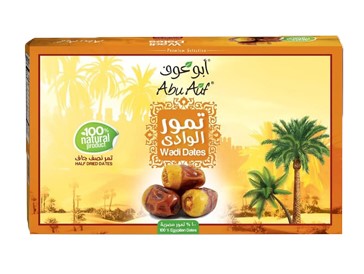 Premium Selection
أبو عوف
Abu Auf
تمور
الوادي
Wadi Dates
100%
natural
product
تمر نصف جاف
HALF DRIED DATES
١٠٠٪ تمور مصرية
100% Egyptian Dates